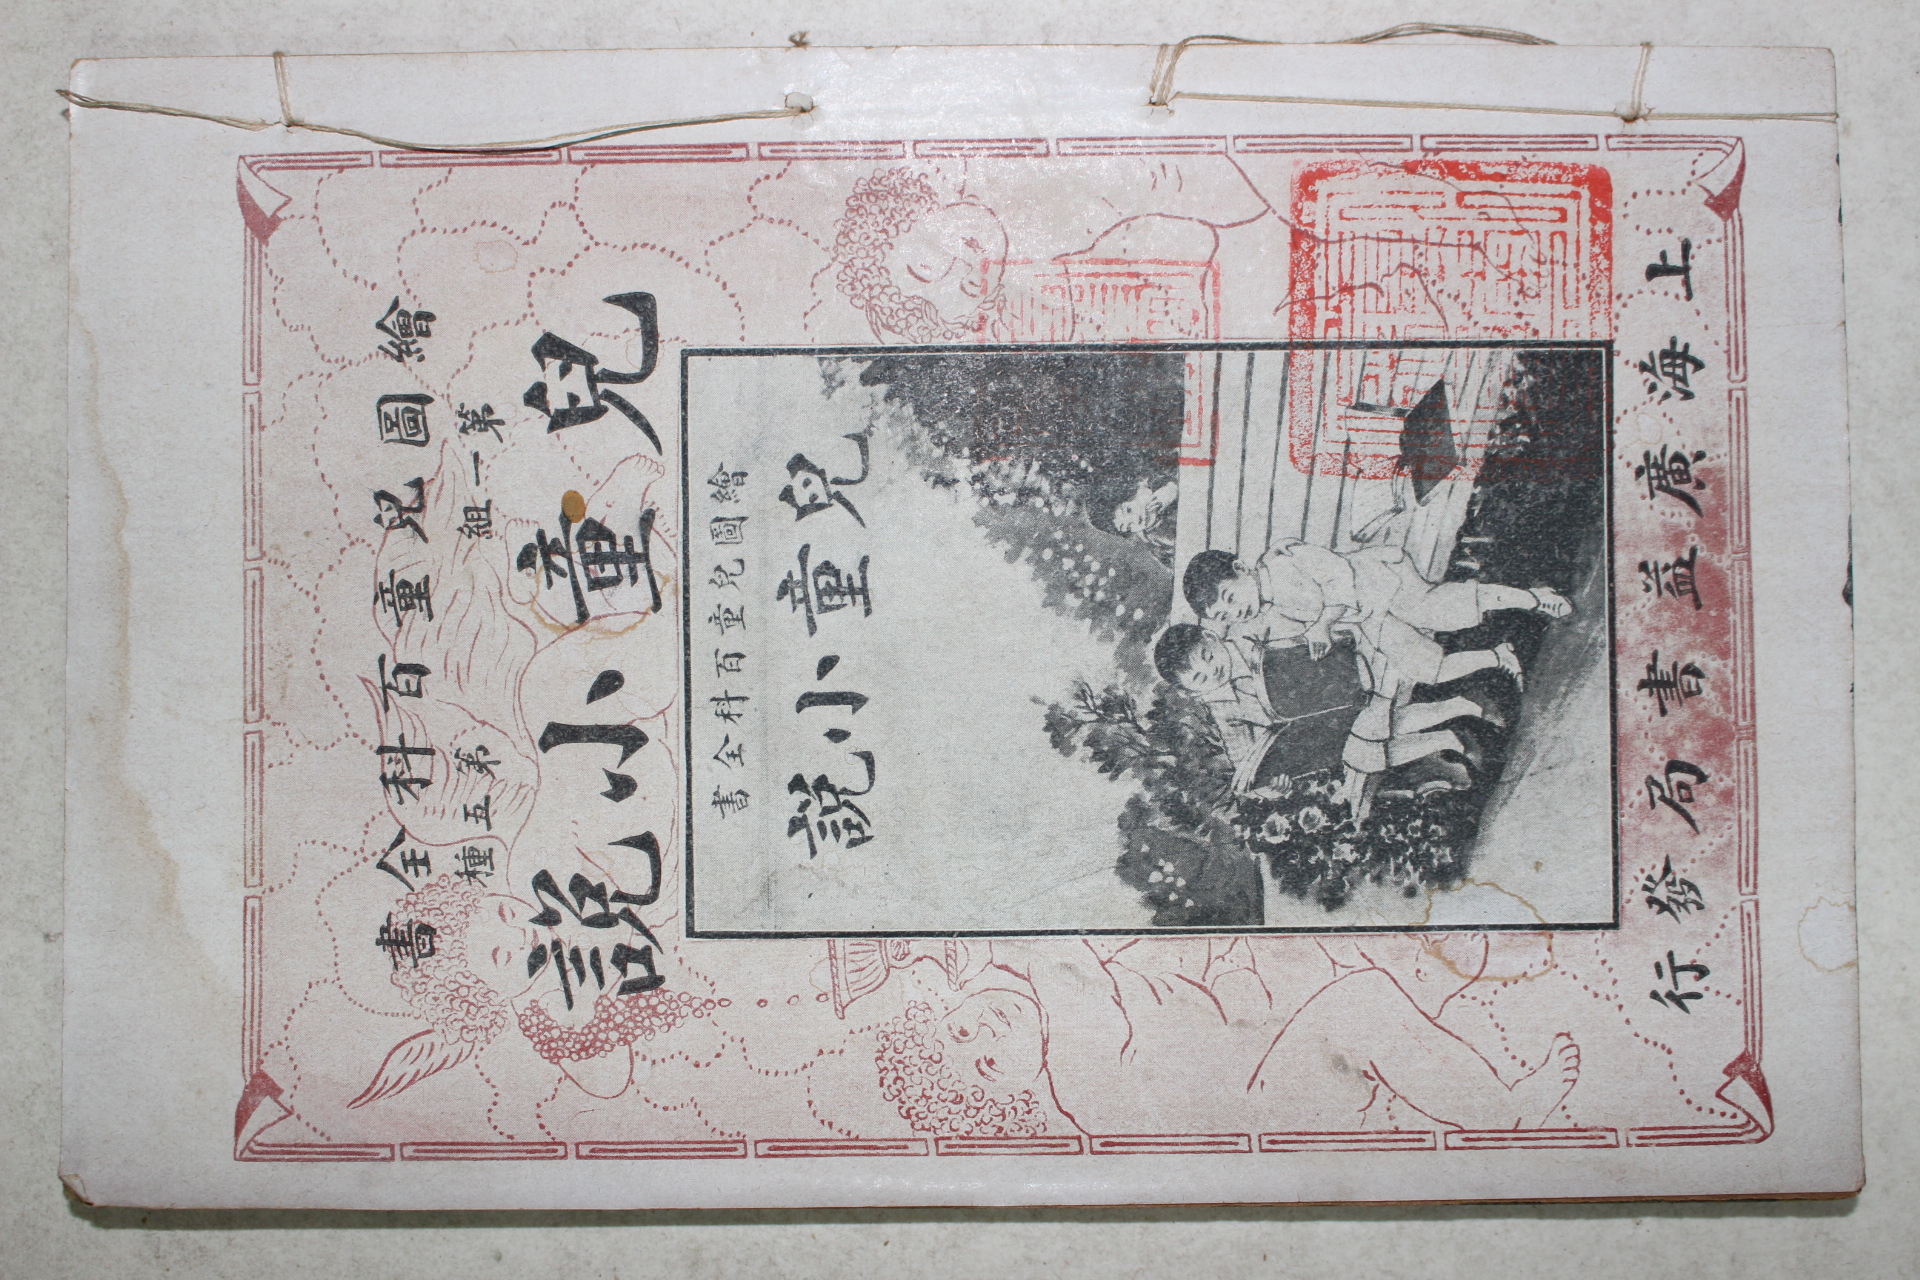 繪圖兒童百科全書
第一組 第五種
兒童小說
繪圖兒童百科全書
兒童小說
上海廣益書局發行